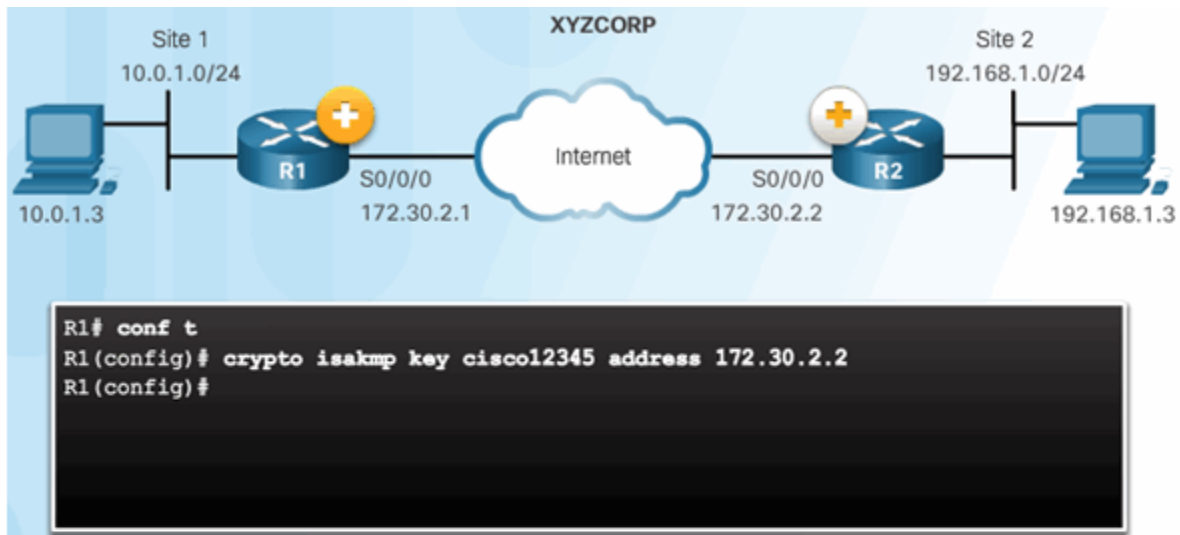 XYZCORP
Site 1
10.0.1.0/24
Site 2
192.168.1.0/24
R1
S0/0/0
172.30.2.1
Internet
S0/0/0
172.30.2.2
R2
10.0.1.3
192.168.1.3
R1# conf t
R1(config)# crypto isakmp key cisco12345 address 172.30.2.2
R1(config)#